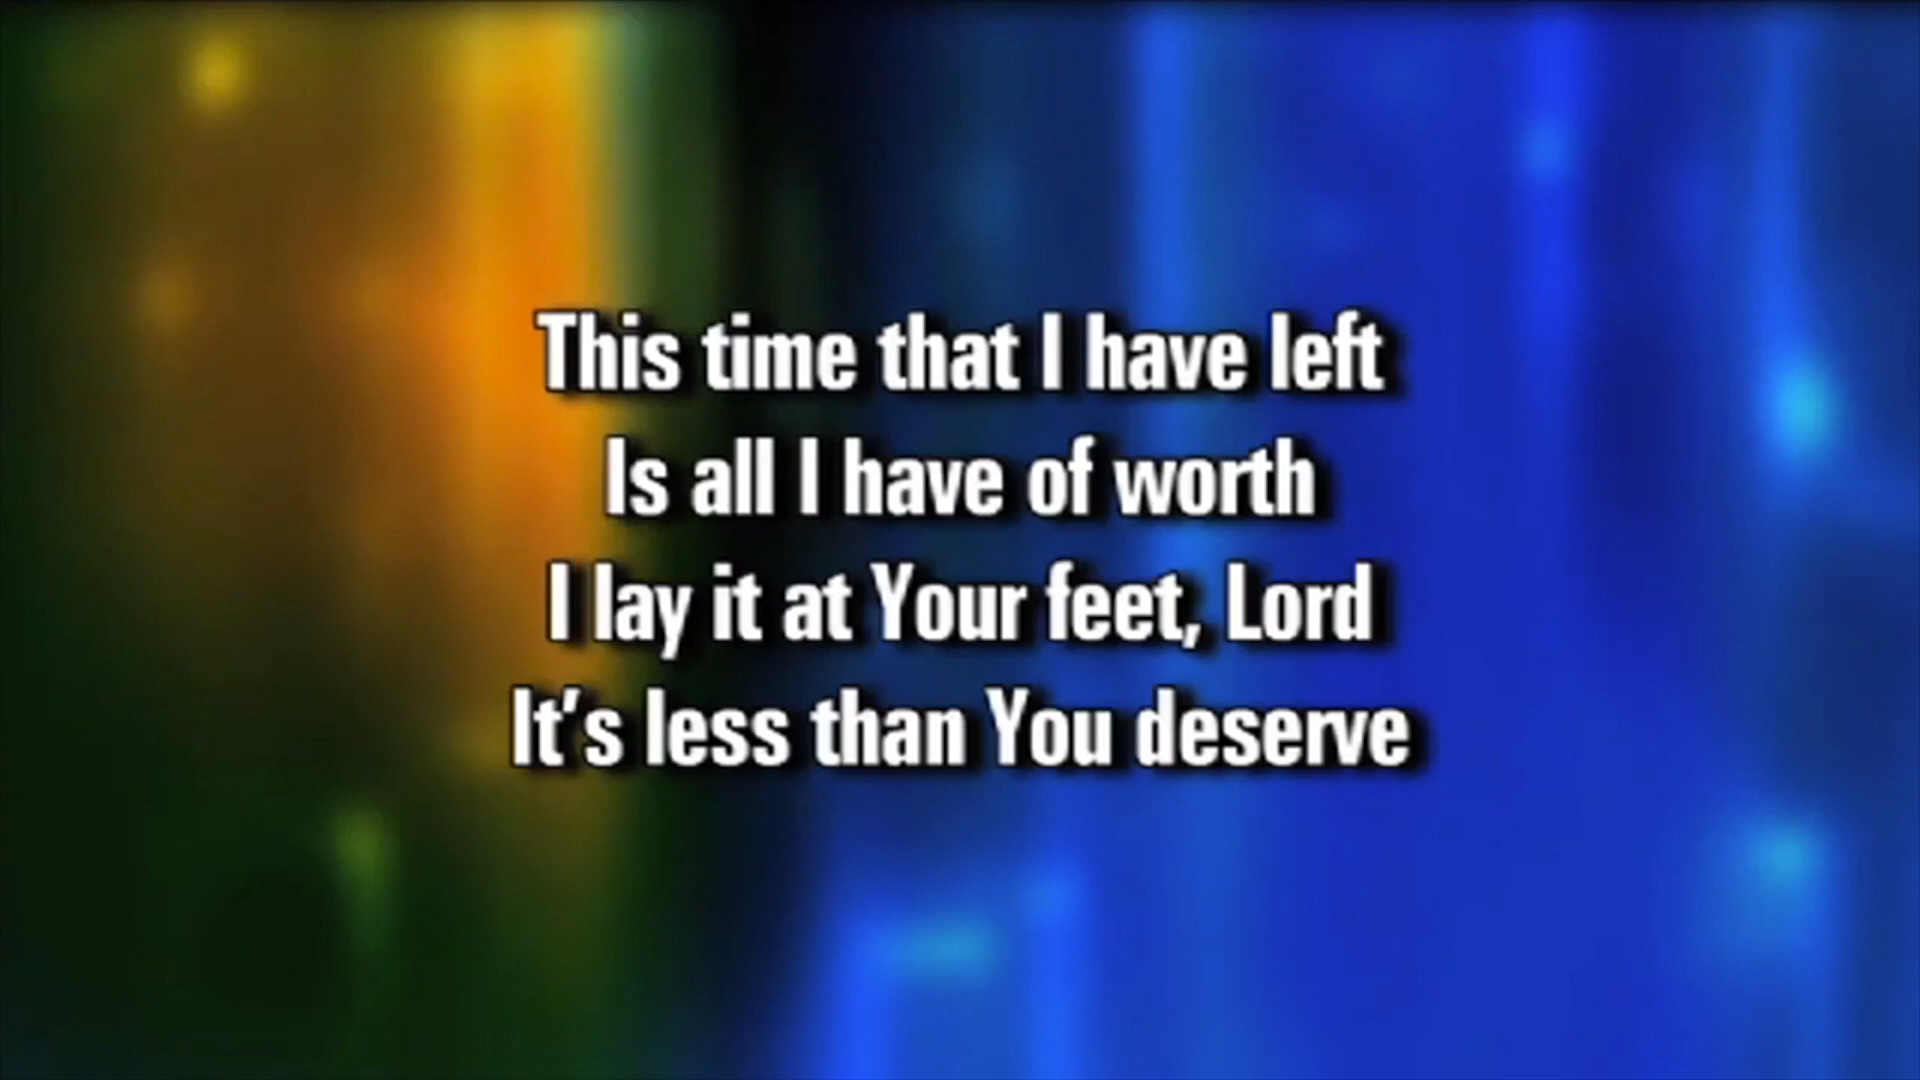 This time that I have left
Is all I have of worth
I lay it at Your feet, Lord
It's less than You deserve